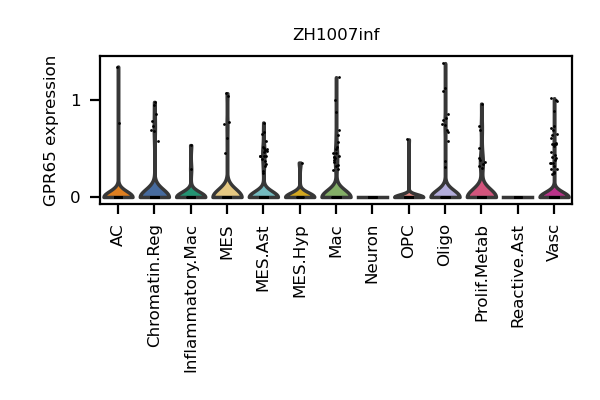 ZH1007inf
GPR65 expression
1
0
AC
Chromatin.Reg
Inflammatory.Mac
MES
MES.Ast
MES.Hyp
Mac
Neuron
OPC
Oligo
Prolif.Metab
Reactive.Ast
Vasc